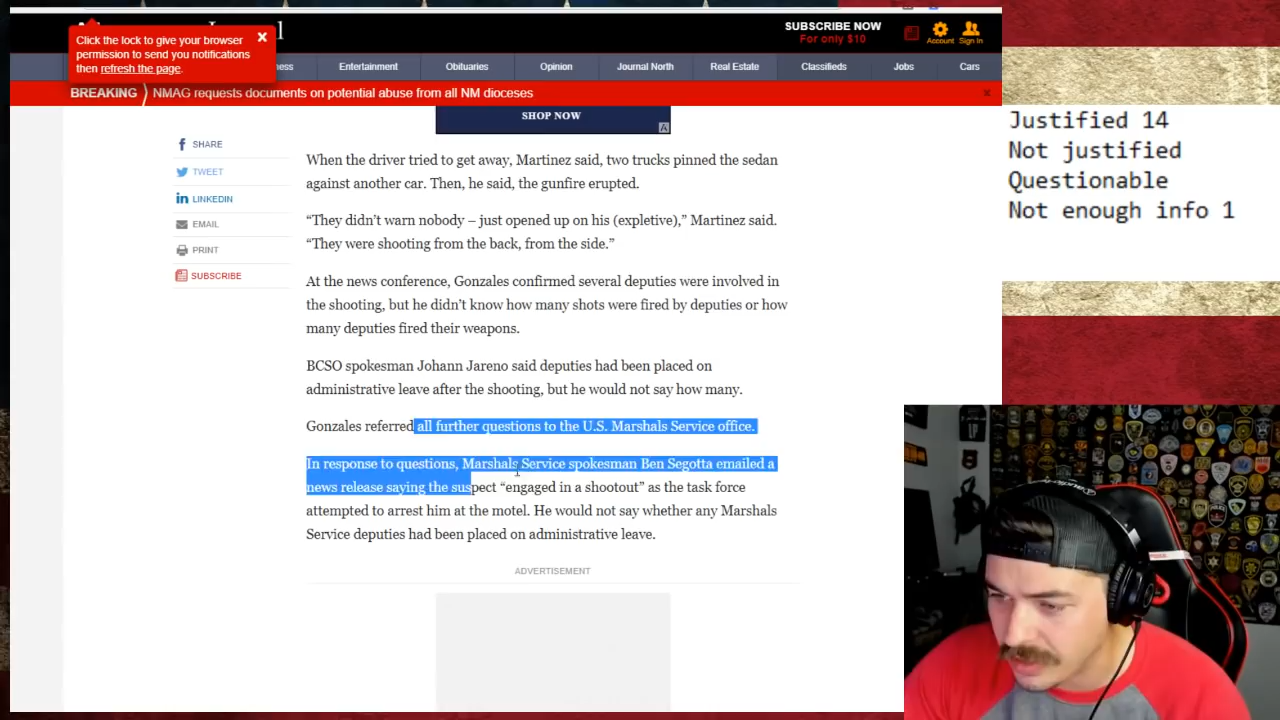 SUBSCRIBE NOW
For only $10
Account
Sign In
Click the lock to give your browser
permission to send you notifications
then refresh the page.
Entertainment
Obituaries
Opinion
Journal North
Real Estate
Classifieds
Jobs
Cars
BREAKING
NMAG requests documents on potential abuse from all NM dioceses
SHOP NOW
SHARE
TWEET
LINKEDIN
EMAIL
PRINT
SUBSCRIBE
When the driver tried to get away, Martinez said, two trucks pinned the sedan
against another car. Then, he said, the gunfire erupted.
“They didn’t warn nobody – just opened up on his (expletive),” Martinez said.
“They were shooting from the back, from the side.”
At the news conference, Gonzales confirmed several deputies were involved in
the shooting, but he didn’t know how many shots were fired by deputies or how
many deputies fired their weapons.
BCSO spokesman Johann Jareno said deputies had been placed on
administrative leave after the shooting, but he would not say how many.
Gonzales referred all further questions to the U.S. Marshals Service office.
In response to questions, Marshals Service spokesman Ben Segotta emailed a
news release saying the suspect “engaged in a shootout” as the task force
attempted to arrest him at the motel. He would not say whether any Marshals
Service deputies had been placed on administrative leave.
ADVERTISEMENT
Justified 14
Not justified
Questionable
Not enough info 1